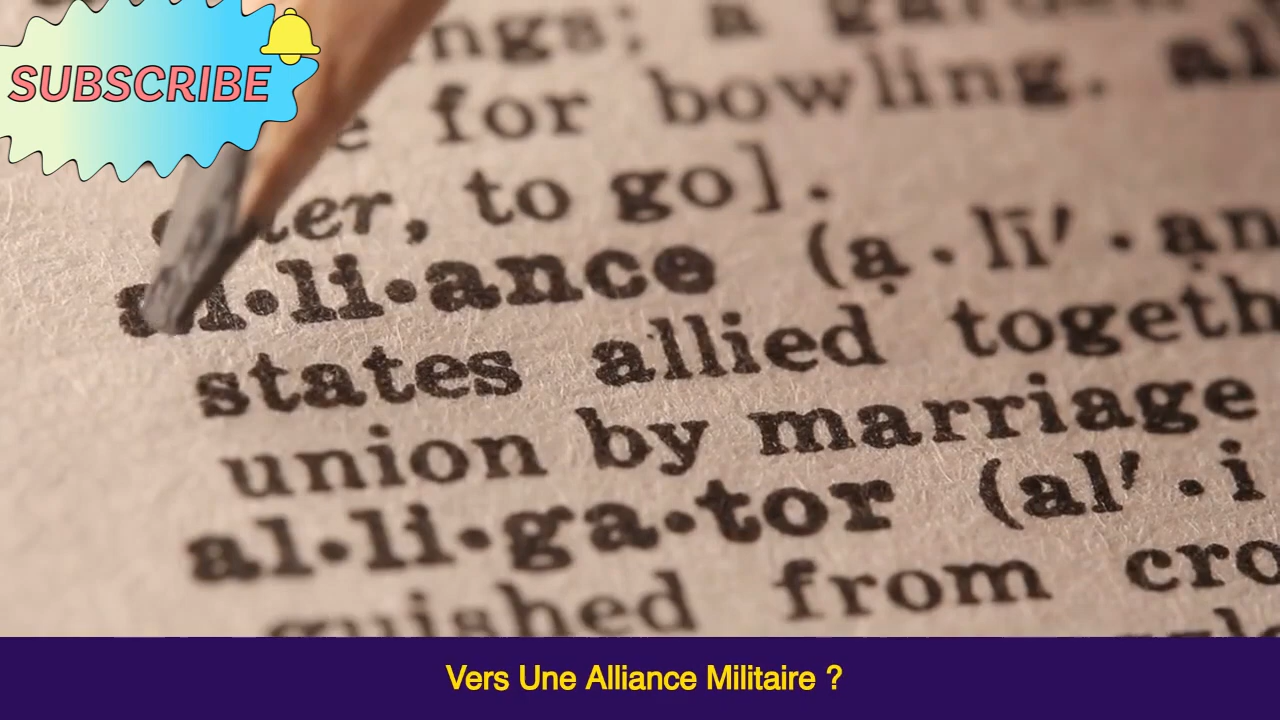 SUBSCRIBE
for bowling.
to go].
al•li•ance (ạ • lī′ • an
states allied togeth
union by marriage
al•li•ga•tor (al′ • i
guished from cro
Vers Une Alliance Militaire ?